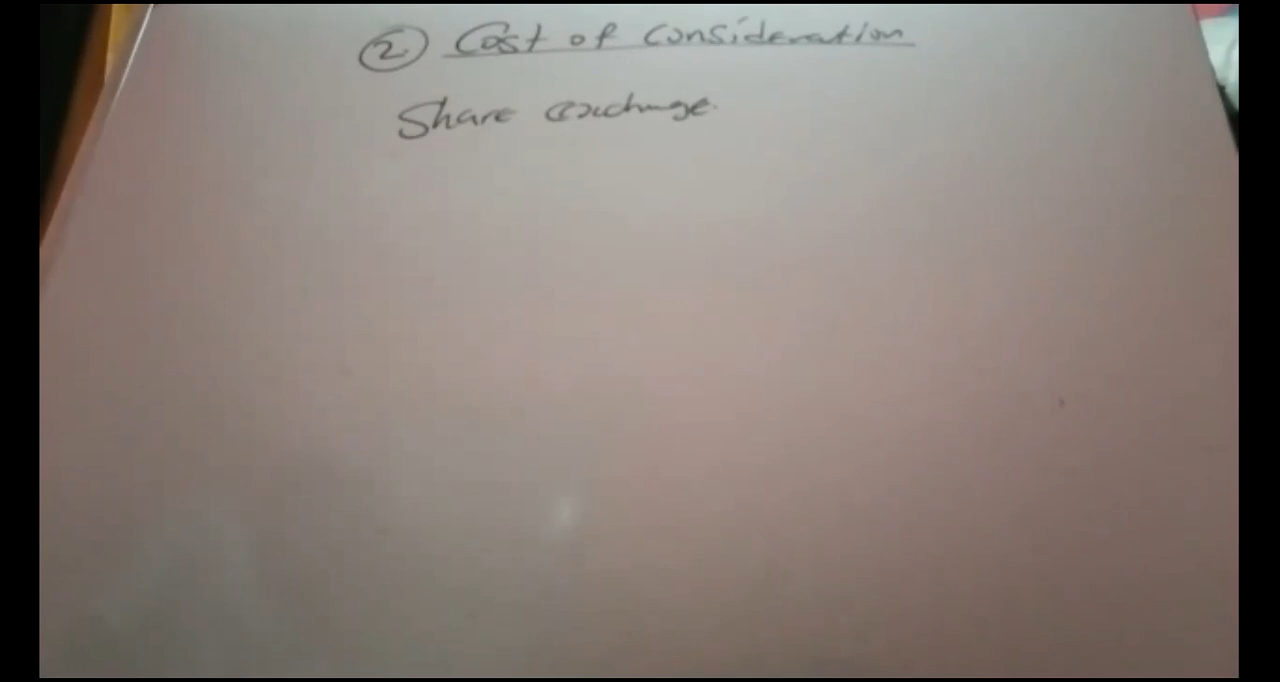 ② Cost of Consideration
Share exchange.